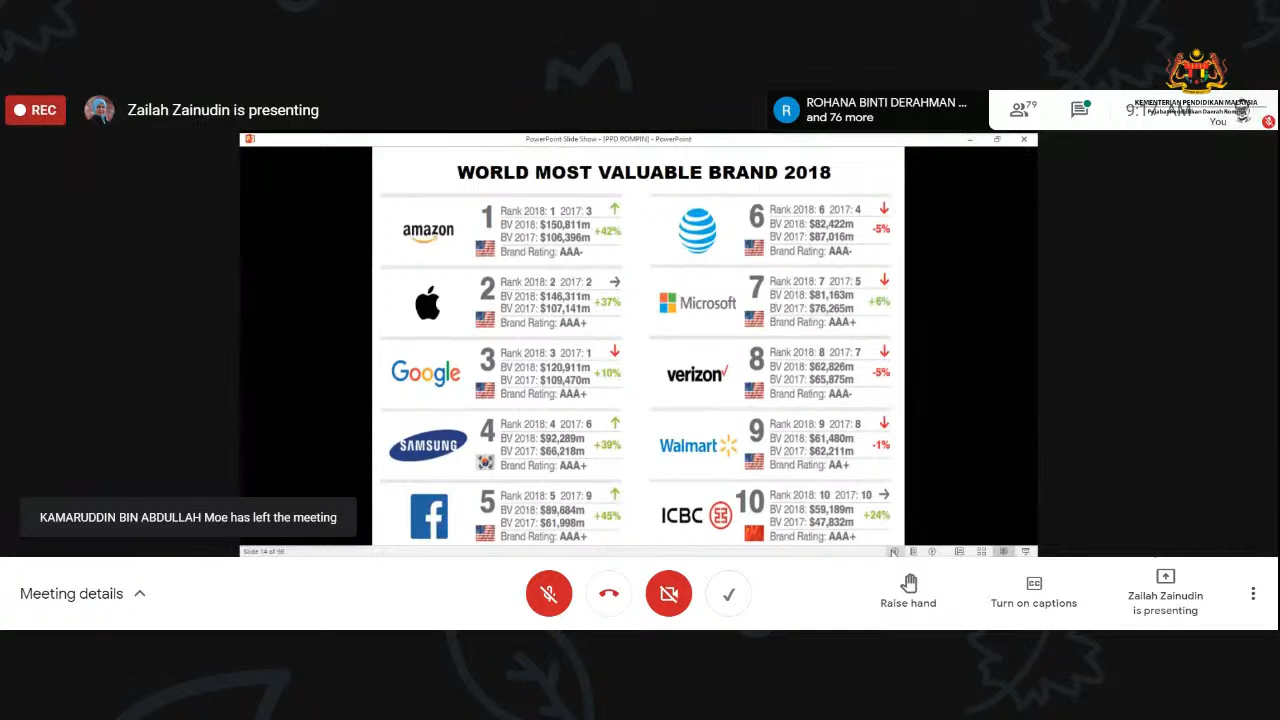 KEMENTERIAN PENDIDIKAN MALAYSIA
REC
Zailah Zainudin is presenting
ROHANA BINTI DERAHMAN ...
and 76 more
79
You
PowerPoint Slide Show - [PPD ROMPIN] - PowerPoint
WORLD MOST VALUABLE BRAND 2018
amazon
1
Rank 2018: 1 2017: 3
BV 2018: $150,811m
BV 2017: $106,396m
+42%
Brand Rating: AAA-
2
Rank 2018: 2 2017: 2
BV 2018: $146,311m
BV 2017: $107,141m
+37%
Brand Rating: AAA+
Google
3
Rank 2018: 3 2017: 1
BV 2018: $120,911m
BV 2017: $109,470m
+10%
Brand Rating: AAA+
SAMSUNG
4
Rank 2018: 4 2017: 6
BV 2018: $92,289m
BV 2017: $66,218m
+39%
Brand Rating: AAA+
f
5
Rank 2018: 5 2017: 9
BV 2018: $89,684m
BV 2017: $61,998m
+45%
Brand Rating: AAA+
6
Rank 2018: 6 2017: 4
BV 2018: $82,422m
BV 2017: $87,016m
-5%
Brand Rating: AAA-
Microsoft
7
Rank 2018: 7 2017: 5
BV 2018: $81,163m
BV 2017: $76,265m
+6%
Brand Rating: AAA+
verizon
8
Rank 2018: 8 2017: 7
BV 2018: $62,826m
BV 2017: $65,875m
-5%
Brand Rating: AAA-
Walmart
9
Rank 2018: 9 2017: 8
BV 2018: $61,480m
BV 2017: $62,211m
-1%
Brand Rating: AA+
ICBC
10
Rank 2018: 10 2017: 10
BV 2018: $59,189m
BV 2017: $47,832m
+24%
Brand Rating: AAA+
Slide 14 of 98
KAMARUDDIN BIN ABDULLAH Moe has left the meeting
Meeting details
Raise hand
Turn on captions
Zailah Zainudin
is presenting